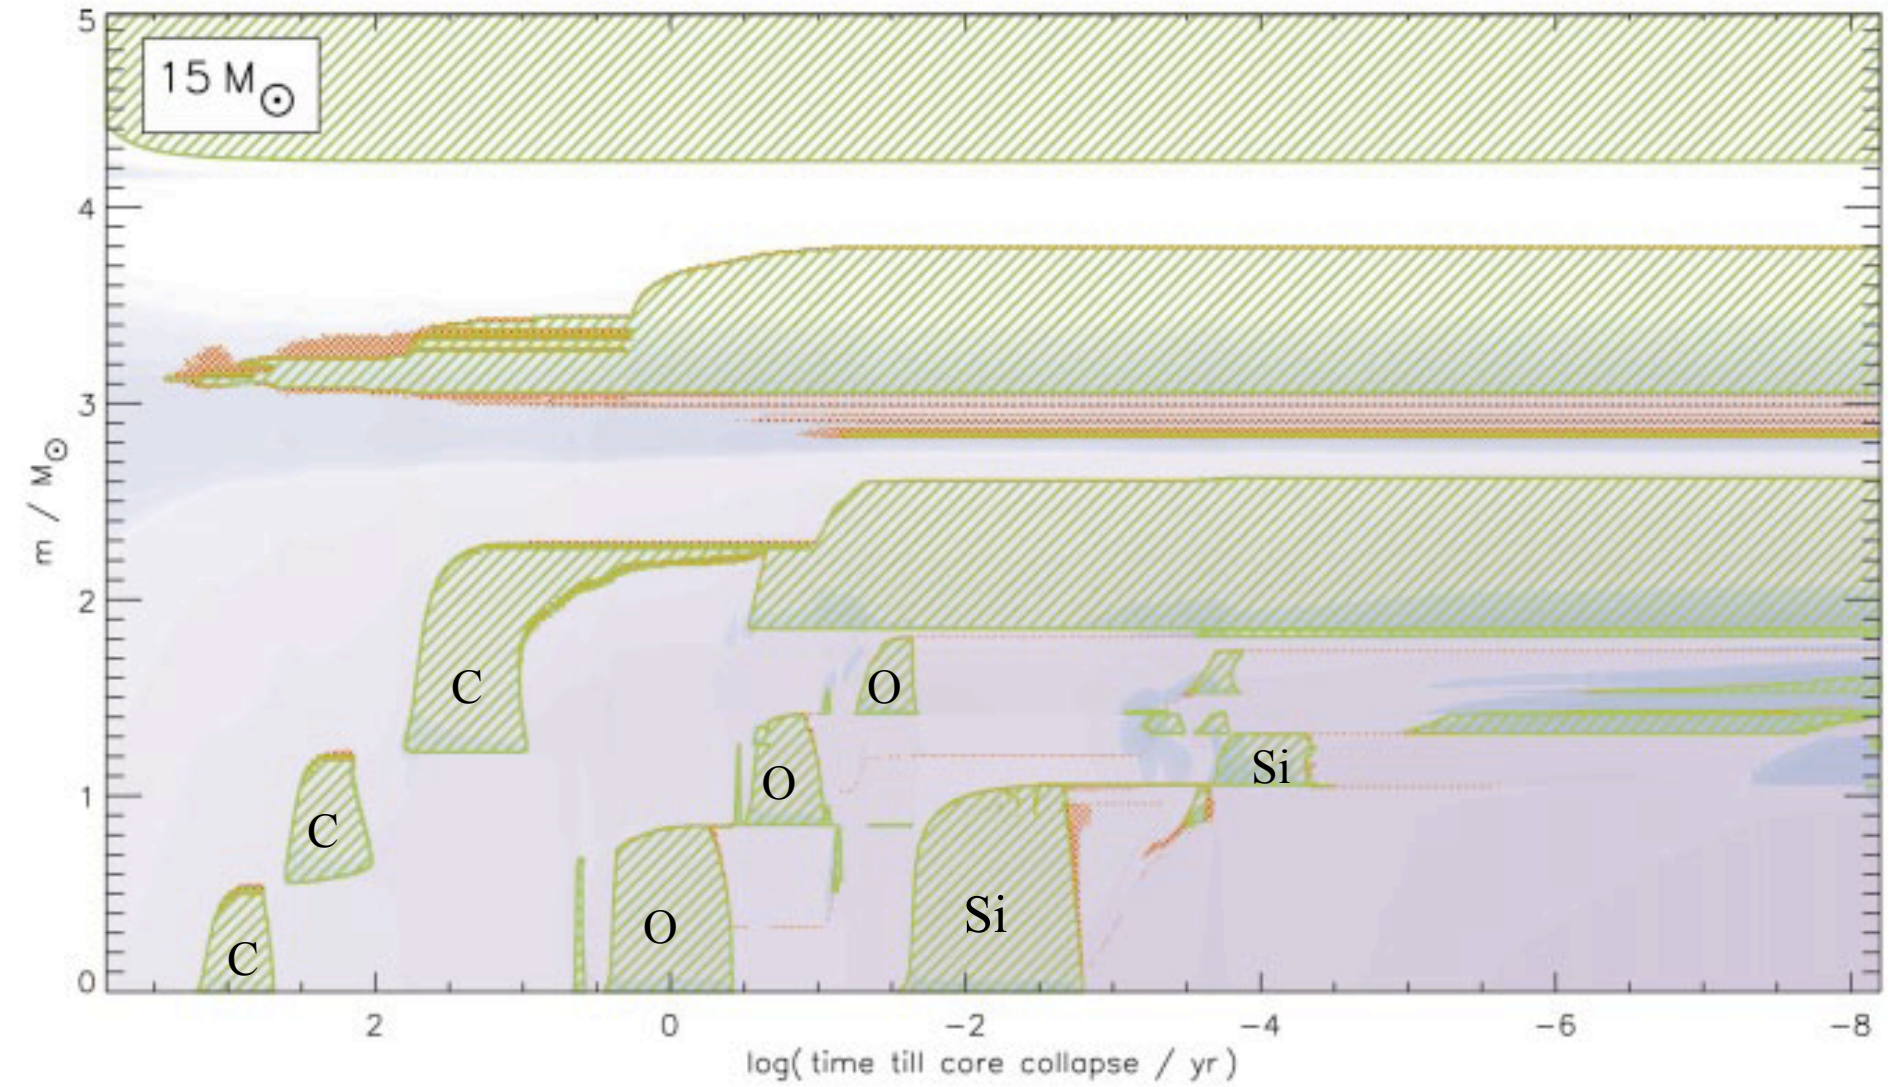 5
15 M☉
4
3
m / M☉
2
C
O
C
O
Si
1
C
O
Si
0
2
0
−2
−4
−6
−8
log(time till core collapse / yr)